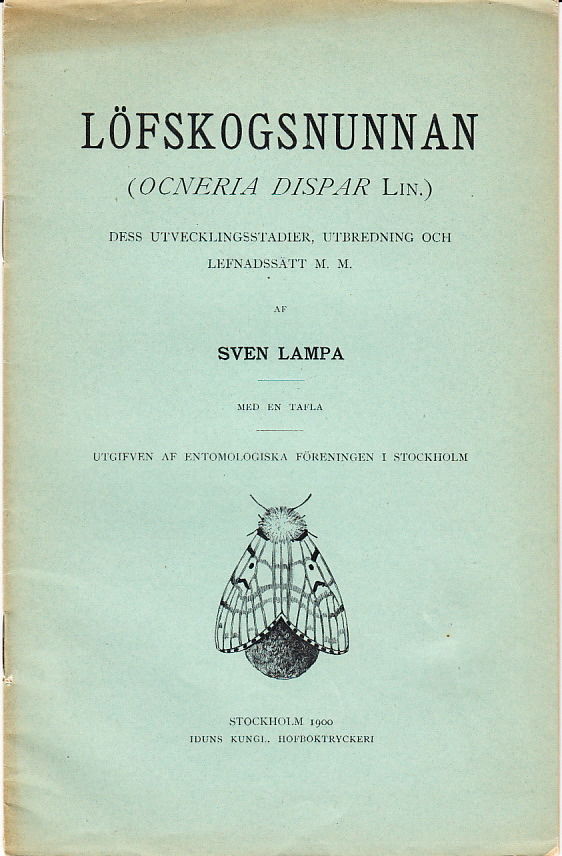 LÖFSKOGSNUNNAN
(OCNERIA DISPAR LIN.)
DESS UTVECKLINGSSTADIER, UTBREDNING OCH
LEFNADSSÄTT M. M.
AF
SVEN LAMPA
MED EN TAFLA
UTGIFVEN AF ENTOMOLOGISKA FÖRENINGEN I STOCKHOLM
STOCKHOLM 1900
IDUNS KUNGL. HOFBOKTRYCKERI